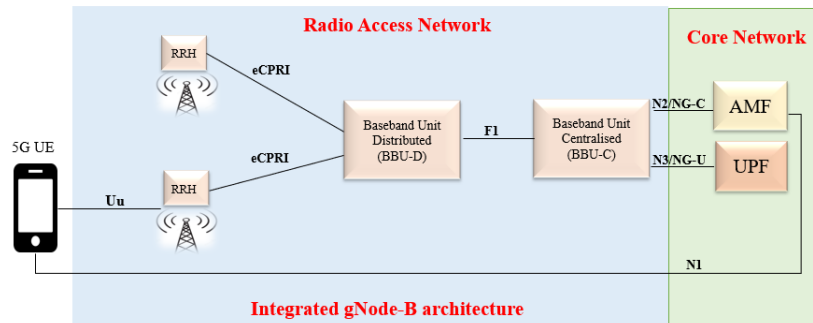 Radio Access Network
Core Network
RRH
eCPRI
N2/NG-C
AMF
Baseband Unit
Distributed
(BBU-D)
F1
Baseband Unit
Centralised
(BBU-C)
5G UE
eCPRI
N3/NG-U
UPF
RRH
Uu
N1
Integrated gNode-B architecture